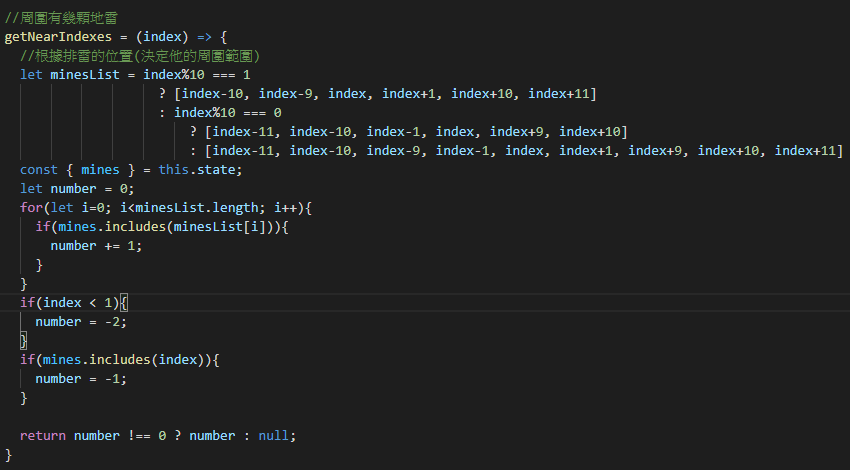 //周圍有幾顆地雷
getNearIndexes = (index) => {
  //根據排雷的位置(決定他的周圍範圍)
  let minesList = index%10 === 1
                  ? [index-10, index-9, index, index+1, index+10, index+11]
                  : index%10 === 0
                      ? [index-11, index-10, index-1, index, index+9, index+10]
                      : [index-11, index-10, index-9, index-1, index, index+1, index+9, index+10, index+11]
  const { mines } = this.state;
  let number = 0;
  for(let i=0; i<minesList.length; i++){
    if(mines.includes(minesList[i])){
      number += 1;
    }
  }
  if(index < 1){
    number = -2;
  }
  if(mines.includes(index)){
    number = -1;
  }
  return number !== 0 ? number : null;
}